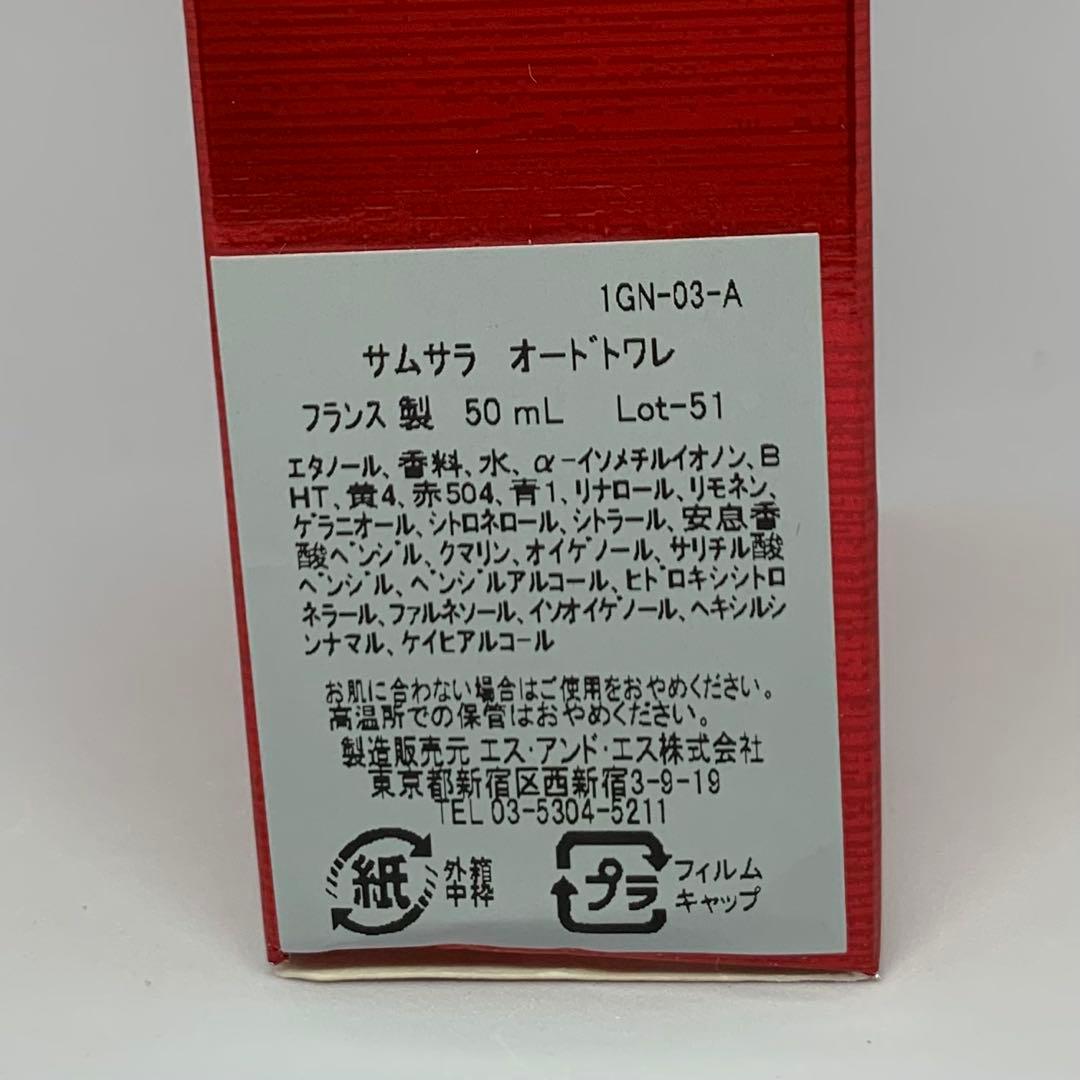 1GN-03-A
サムサラ オードトワレ
フランス 製 50 mL Lot-51
エタノール、香料、水、α-イソメチルイオノン、B
HT、黄4、赤504、青1、リナロール、リモネン、
ゲラニオール、シトロネロール、シトラール、安息香
酸ベンジル、クマリン、オイゲノール、サリチル酸
ベンジル、ベンジルアルコール、ヒドロキシシトロ
ネラール、ファルネソール、イソオイゲノール、ヘキシルシ
ンナマル、ケイヒアルコール
お肌に合わない場合はご使用をおやめください。
高温所での保管はおやめください。
製造販売元 エス・アンド・エス株式会社
東京都新宿区西新宿3-9-19
TEL 03-5304-5211
紙 外箱
中枠
プラ フィルム
キャップ